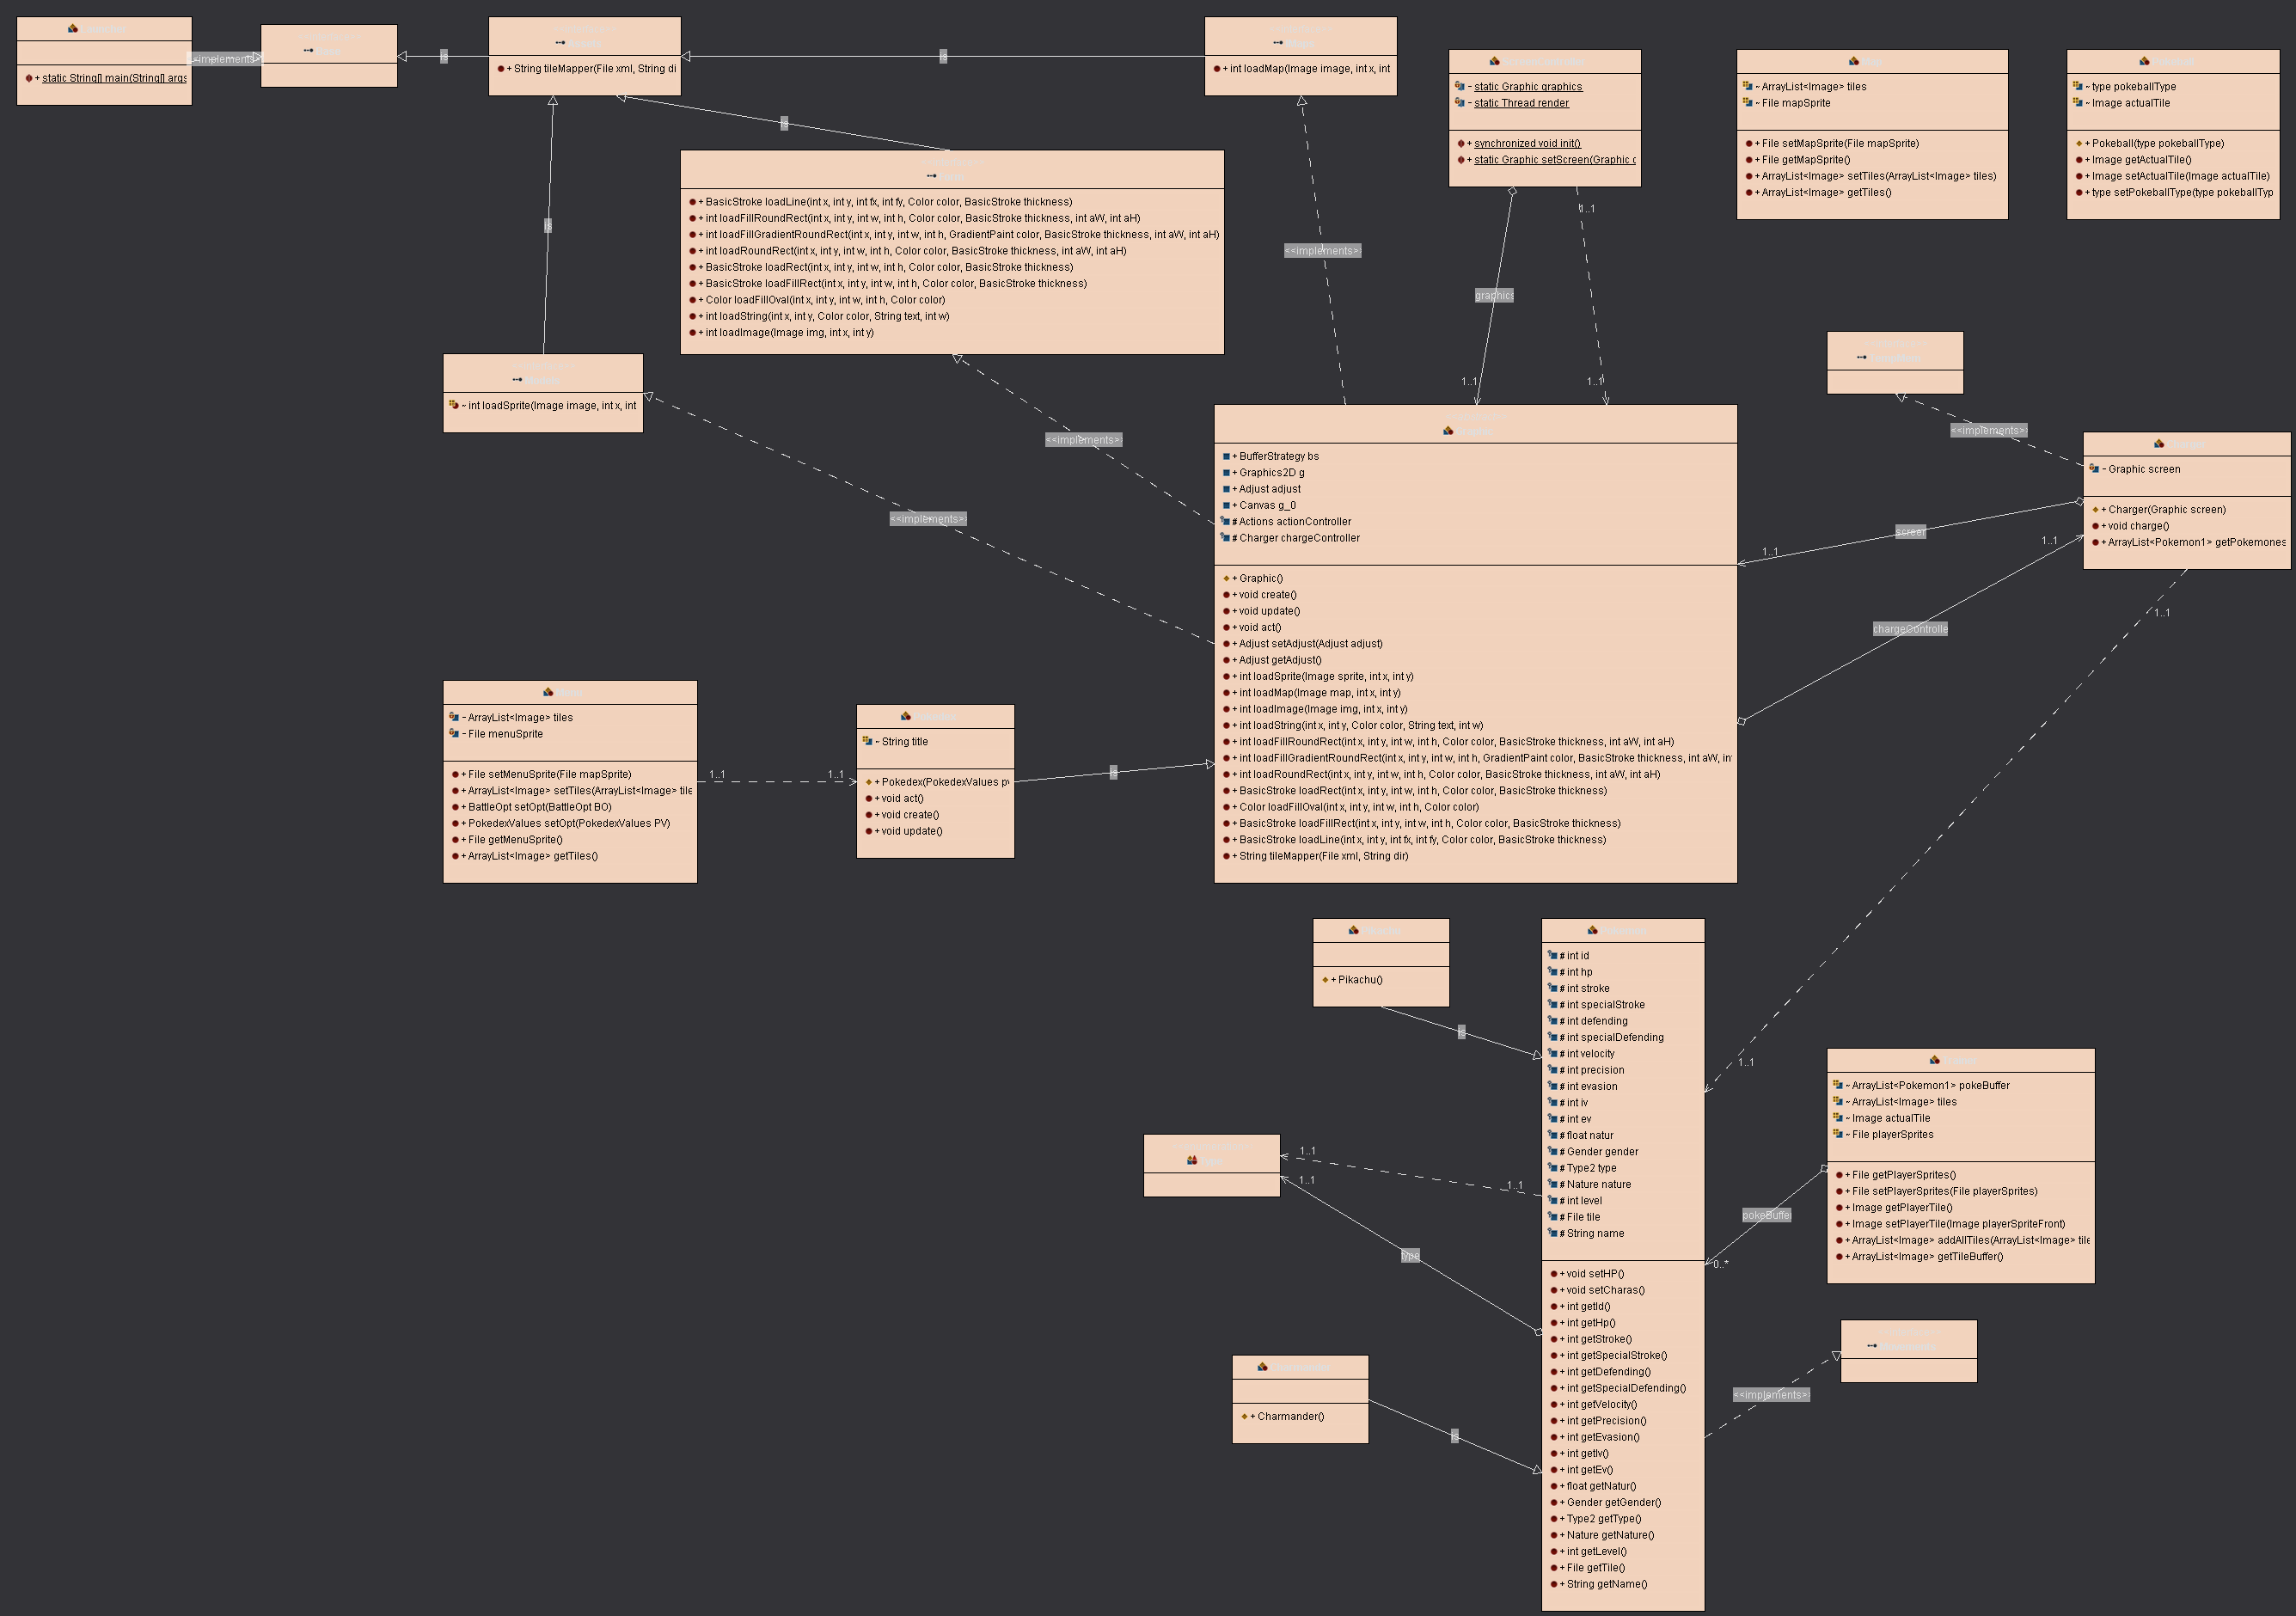 + static String[] main(String[] args
<<implements>>
is
+ String tileMapper(File xml, String di
is
+ int loadMap(Image image, int x, int
- static Graphic graphics
- static Thread render
+ synchronized void init()
+ static Graphic setScreen(Graphic g
~ ArrayList<Image> tiles
~ File mapSprite
+ File setMapSprite(File mapSprite)
+ File getMapSprite()
+ ArrayList<Image> setTiles(ArrayList<Image> tiles)
+ ArrayList<Image> getTiles()
~ type pokeballType
~ Image actualTile
+ Pokeball(type pokeballType)
+ Image getActualTile()
+ Image setActualTile(Image actualTile)
+ type setPokeballType(type pokeballTyp
is
is
+ BasicStroke loadLine(int x, int y, int fx, int fy, Color color, BasicStroke thickness)
+ int loadFillRoundRect(int x, int y, int w, int h, Color color, BasicStroke thickness, int aW, int aH)
+ int loadFillGradientRoundRect(int x, int y, int w, int h, GradientPaint color, BasicStroke thickness, int aW, int aH)
+ int loadRoundRect(int x, int y, int w, int h, Color color, BasicStroke thickness, int aW, int aH)
+ BasicStroke loadRect(int x, int y, int w, int h, Color color, BasicStroke thickness)
+ BasicStroke loadFillRect(int x, int y, int w, int h, Color color, BasicStroke thickness)
+ Color loadFillOval(int x, int y, int w, int h, Color color)
+ int loadString(int x, int y, Color color, String text, int w)
+ int loadImage(Image img, int x, int y)
<<implements>>
1..1
graphics
1..1
1..1
~ int loadSprite(Image image, int x, int
<<implements>>
<<implements>>
+ BufferStrategy bs
+ Graphics2D g
+ Adjust adjust
+ Canvas g_0
# Actions actionController
# Charger chargeController
+ Graphic()
+ void create()
+ void update()
+ void act()
+ Adjust setAdjust(Adjust adjust)
+ Adjust getAdjust()
+ int loadSprite(Image sprite, int x, int y)
+ int loadMap(Image map, int x, int y)
+ int loadImage(Image img, int x, int y)
+ int loadString(int x, int y, Color color, String text, int w)
+ int loadFillRoundRect(int x, int y, int w, int h, Color color, BasicStroke thickness, int aW, int aH)
+ int loadFillGradientRoundRect(int x, int y, int w, int h, GradientPaint color, BasicStroke thickness, int aW, in
+ int loadRoundRect(int x, int y, int w, int h, Color color, BasicStroke thickness, int aW, int aH)
+ BasicStroke loadRect(int x, int y, int w, int h, Color color, BasicStroke thickness)
+ Color loadFillOval(int x, int y, int w, int h, Color color)
+ BasicStroke loadFillRect(int x, int y, int w, int h, Color color, BasicStroke thickness)
+ BasicStroke loadLine(int x, int y, int fx, int fy, Color color, BasicStroke thickness)
+ String tileMapper(File xml, String dir)
<<implements>>
- Graphic screen
+ Charger(Graphic screen)
+ void charge()
+ ArrayList<Pokemon1> getPokemones
screen
1..1
1..1
chargeControlle
1..1
- ArrayList<Image> tiles
- File menuSprite
+ File setMenuSprite(File mapSprite)
+ ArrayList<Image> setTiles(ArrayList<Image> tile
+ BattleOpt setOpt(BattleOpt BO)
+ PokedexValues setOpt(PokedexValues PV)
+ File getMenuSprite()
+ ArrayList<Image> getTiles()
1..1
1..1
~ String title
+ Pokedex(PokedexValues pv
+ void act()
+ void create()
+ void update()
is
+ Pikachu()
is
# int id
# int hp
# int stroke
# int specialStroke
# int defending
# int specialDefending
# int velocity
# int precision
# int evasion
# int iv
# int ev
# float natur
# Gender gender
# Type2 type
# Nature nature
# int level
# File tile
# String name
+ void setHP()
+ void setCharas()
+ int getId()
+ int getHp()
+ int getStroke()
+ int getSpecialStroke()
+ int getDefending()
+ int getSpecialDefending()
+ int getVelocity()
+ int getPrecision()
+ int getEvasion()
+ int getIv()
+ int getEv()
+ float getNatur()
+ Gender getGender()
+ Type2 getType()
+ Nature getNature()
+ int getLevel()
+ File getTile()
+ String getName()
1..1
~ ArrayList<Pokemon1> pokeBuffer
~ ArrayList<Image> tiles
~ Image actualTile
~ File playerSprites
+ File getPlayerSprites()
+ File setPlayerSprites(File playerSprites)
+ Image getPlayerTile()
+ Image setPlayerTile(Image playerSpriteFront)
+ ArrayList<Image> addAllTiles(ArrayList<Image> tile
+ ArrayList<Image> getTileBuffer()
1..1
1..1
1..1
pokeBuffe
0..*
type
<<implements>>
+ Charmander()
is